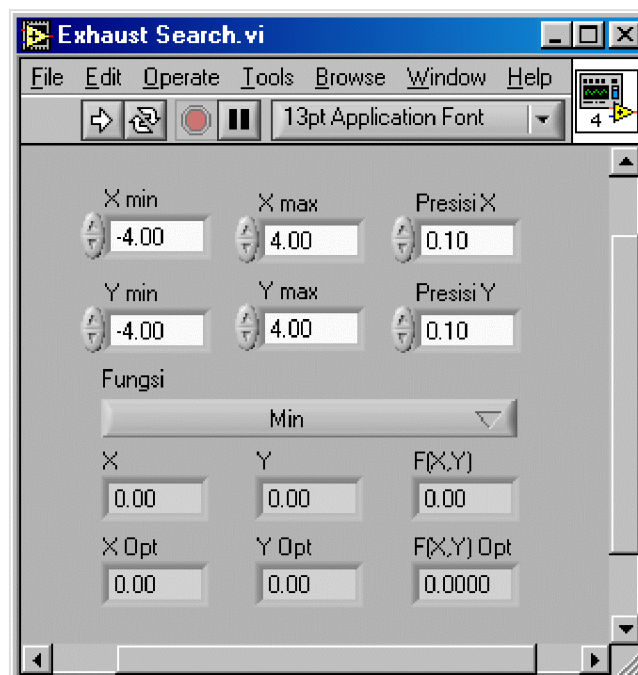 Exhaust Search.vi
File Edit Operate Tools Browse Window Help
13pt Application Font
4
X min X max Presisi X
-4.00 4.00 0.10
Y min Y max Presisi Y
-4.00 4.00 0.10
Fungsi
Min
X Y F(X,Y)
0.00 0.00 0.00
X Opt Y Opt F(X,Y) Opt
0.00 0.00 0.0000